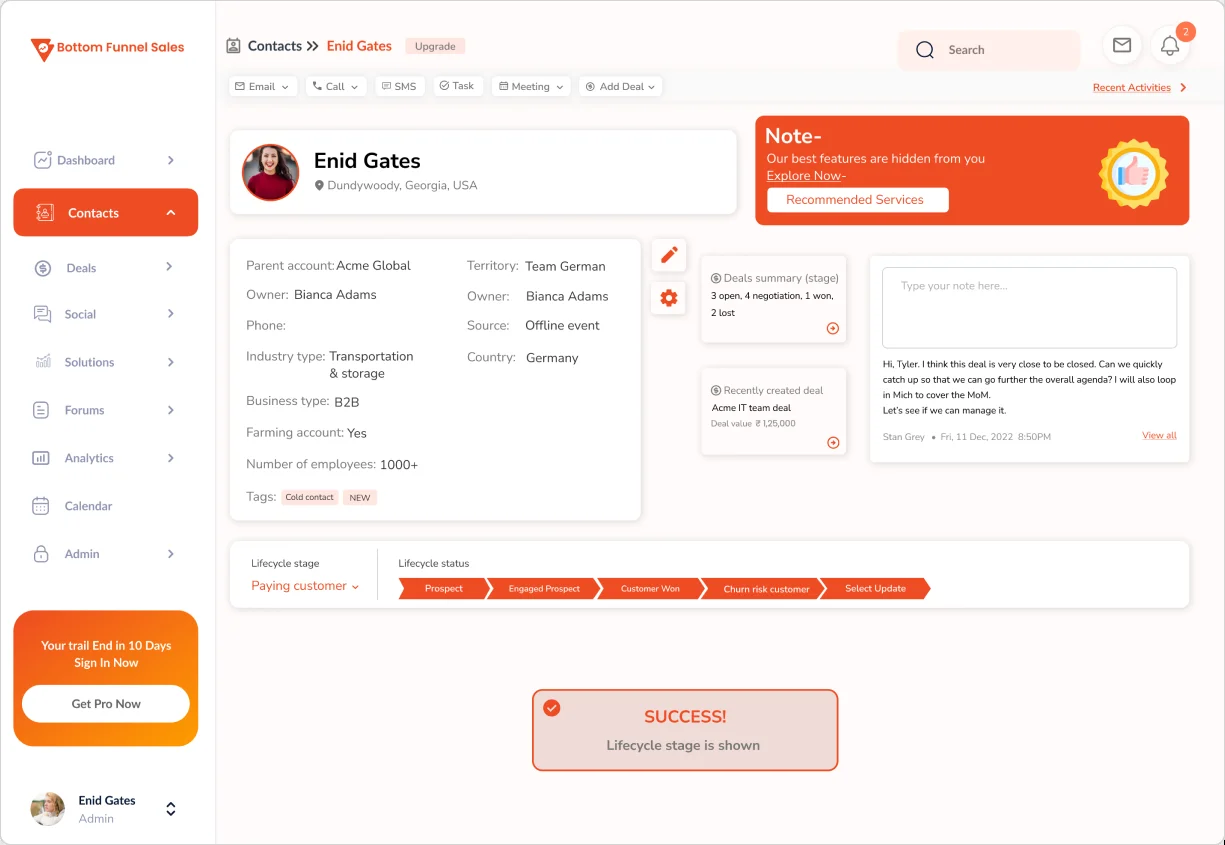 Bottom Funnel Sales
Dashboard
Contacts
Deals
Social
Solutions
Forums
Analytics
Calendar
Admin
Your trail End in 10 Days
Sign In Now
Get Pro Now
Enid Gates
Admin
Contacts Enid Gates Upgrade
Search
2
Email Call SMS Task Meeting Add Deal
Recent Activities
Enid Gates
Dundywoody, Georgia, USA
Note-
Our best features are hidden from you
Explore Now-
Recommended Services
Parent account: Acme Global
Owner: Bianca Adams
Phone:
Industry type: Transportation
& storage
Business type: B2B
Farming account: Yes
Number of employees: 1000+
Tags: Cold contact NEW
Territory: Team German
Owner: Bianca Adams
Source: Offline event
Country: Germany
Deals summary (stage)
3 open, 4 negotiation, 1 won,
2 lost
Recently created deal
Acme IT team deal
Deal value ₹ 1,25,000
Type your note here...
Hi, Tyler. I think this deal is very close to be closed. Can we quickly
catch up so that we can go further the overall agenda? I will also loop
in Mich to cover the MoM.
Let's see if we can manage it.
Stan Grey • Fri, 11 Dec, 2022 8:50PM
View all
Lifecycle stage
Paying customer
Lifecycle status
Prospect Engaged Prospect Customer Won Churn risk customer Select Update
SUCCESS!
Lifecycle stage is shown